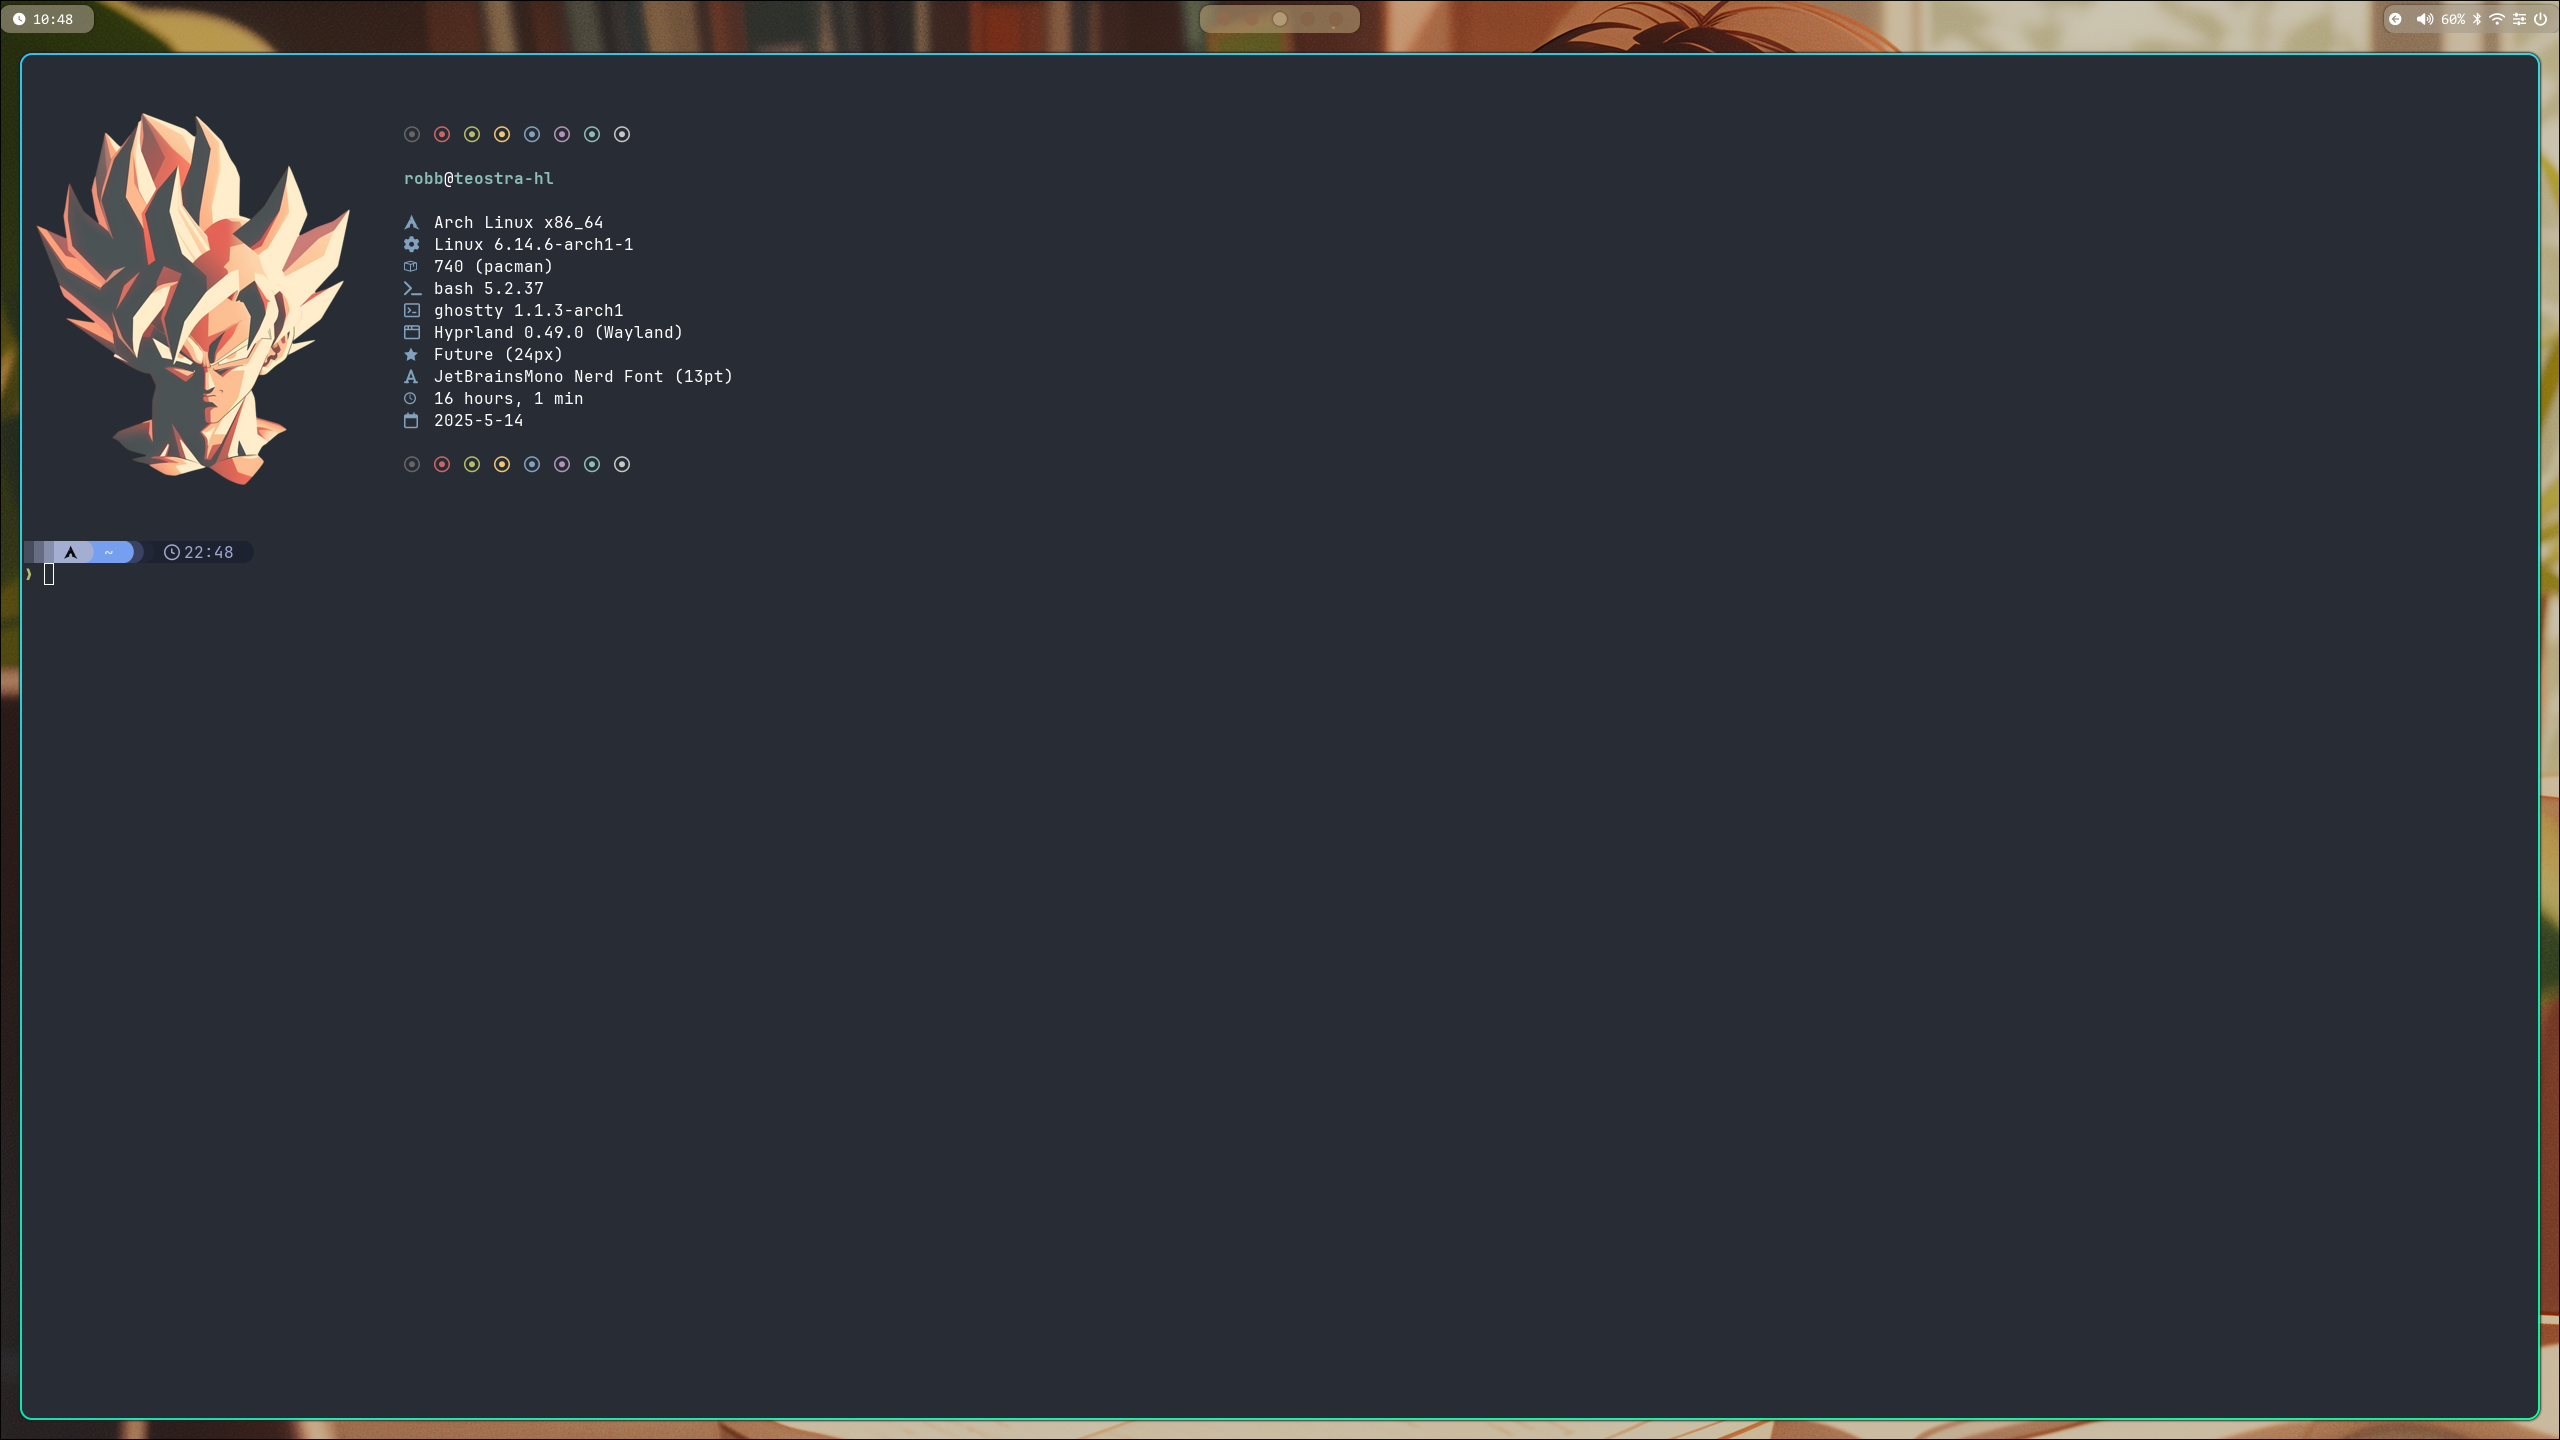 10:48
60%
robb@teostra-hl
Arch Linux x86_64
Linux 6.14.6-arch1-1
740 (pacman)
bash 5.2.37
ghostty 1.1.3-arch1
Hyprland 0.49.0 (Wayland)
Future (24px)
JetBrainsMono Nerd Font (13pt)
16 hours, 1 min
2025-5-14
~ 22:48
❯